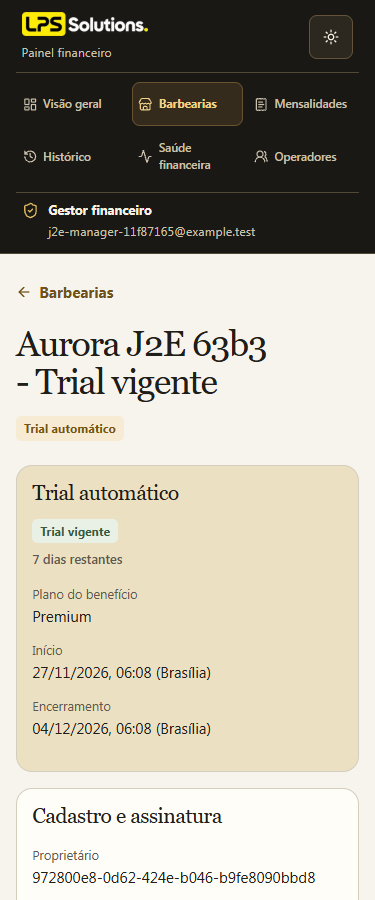 LPS Solutions.
Painel financeiro
Visão geral
Barbearias
Mensalidades
Histórico
Saúde
financeira
Operadores
Gestor financeiro
j2e-manager-11f87165@example.test
← Barbearias
Aurora J2E 63b3
- Trial vigente
Trial automático
Trial automático
Trial vigente
7 dias restantes
Plano do benefício
Premium
Início
27/11/2026, 06:08 (Brasília)
Encerramento
04/12/2026, 06:08 (Brasília)
Cadastro e assinatura
Proprietário
972800e8-0d62-424e-b046-b9fe8090bbd8